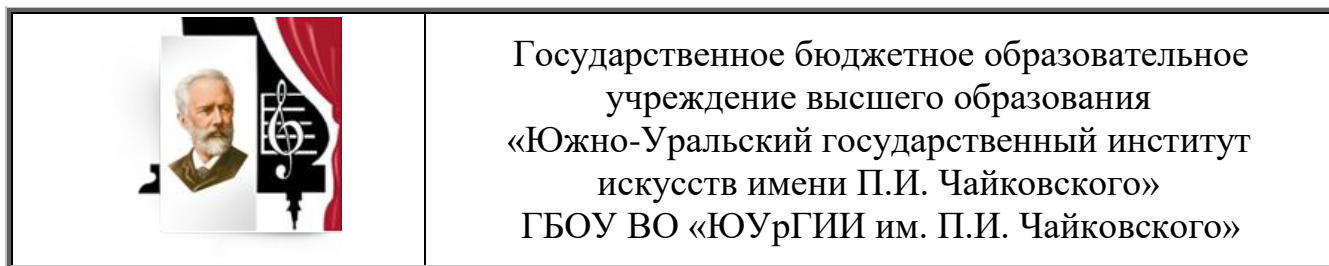 Государственное бюджетное образовательное
учреждение высшего образования
«Южно-Уральский государственный институт
искусств имени П.И. Чайковского»
ГБОУ ВО «ЮУрГИИ им. П.И. Чайковского»